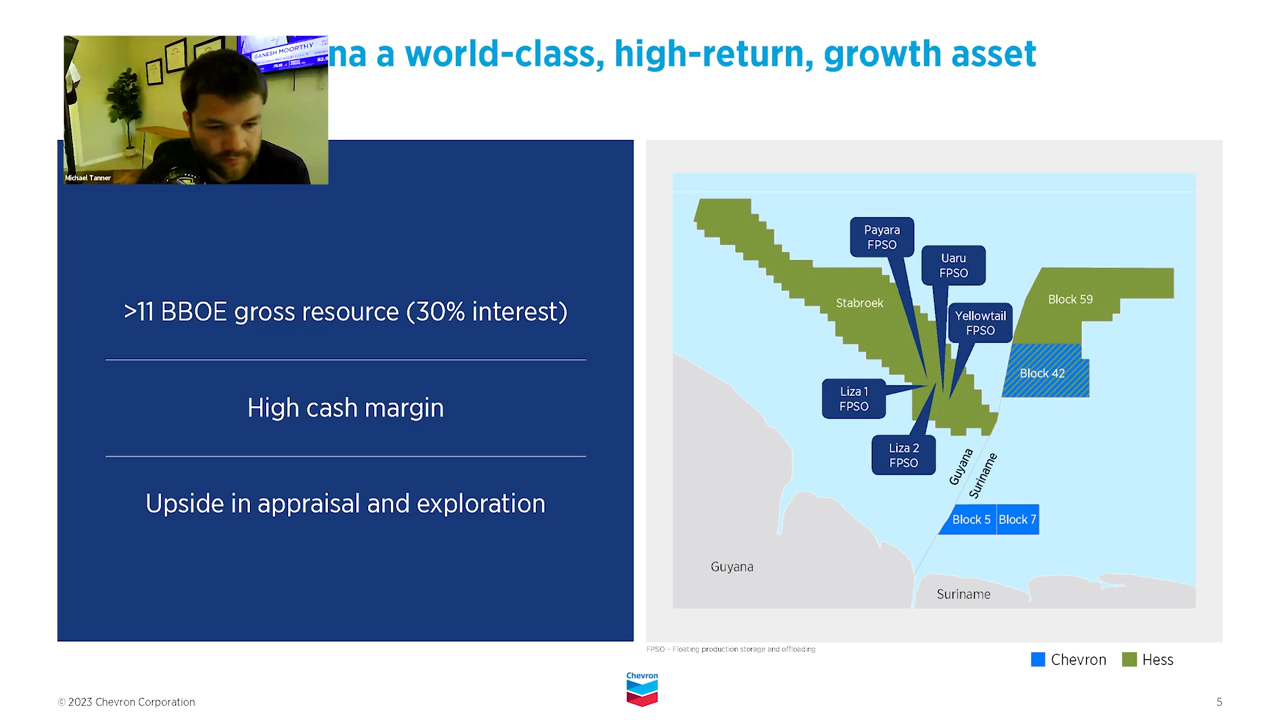 na a world-class, high-return, growth asset
GANESH MOORTHY
Michael Tanner
>11 BBOE gross resource (30% interest)
High cash margin
Upside in appraisal and exploration
Payara
FPSO
Uaru
FPSO
Yellowtail
FPSO
Stabroek
Block 59
Block 42
Liza 1
FPSO
Liza 2
FPSO
Guyana
Suriname
Block 5
Block 7
Guyana
Suriname
FPSO - Floating production storage and offloading
Chevron
Hess
© 2023 Chevron Corporation
Chevron
5